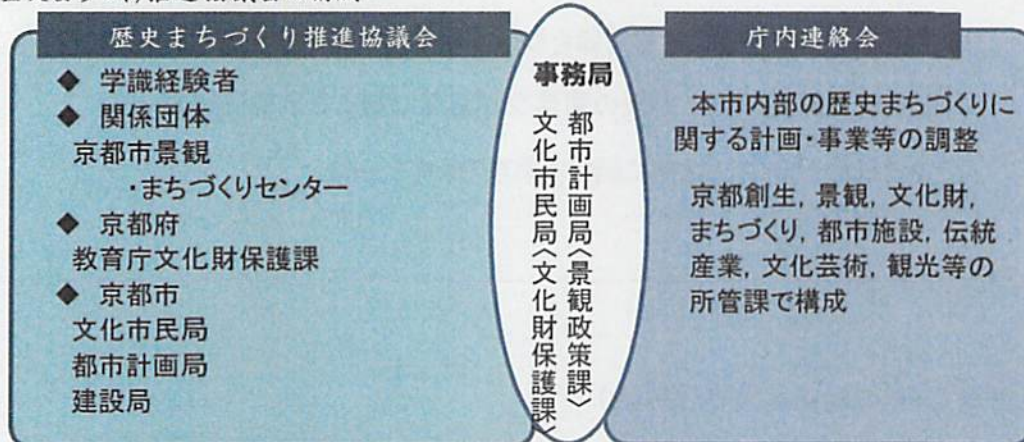 歴史まちづくり推進協議会
◆ 学識経験者
◆ 関係団体
京都市景観
・まちづくりセンター
◆ 京都府
教育庁文化財保護課
◆ 京都市
文化市民局
都市計画局
建設局
事務局
都市計画局〈景観政策課〉
文化市民局〈文化財保護課〉
庁内連絡会
本市内部の歴史まちづくりに
関する計画・事業等の調整
京都創生, 景観, 文化財,
まちづくり, 都市施設, 伝統
産業, 文化芸術, 観光等の
所管課で構成